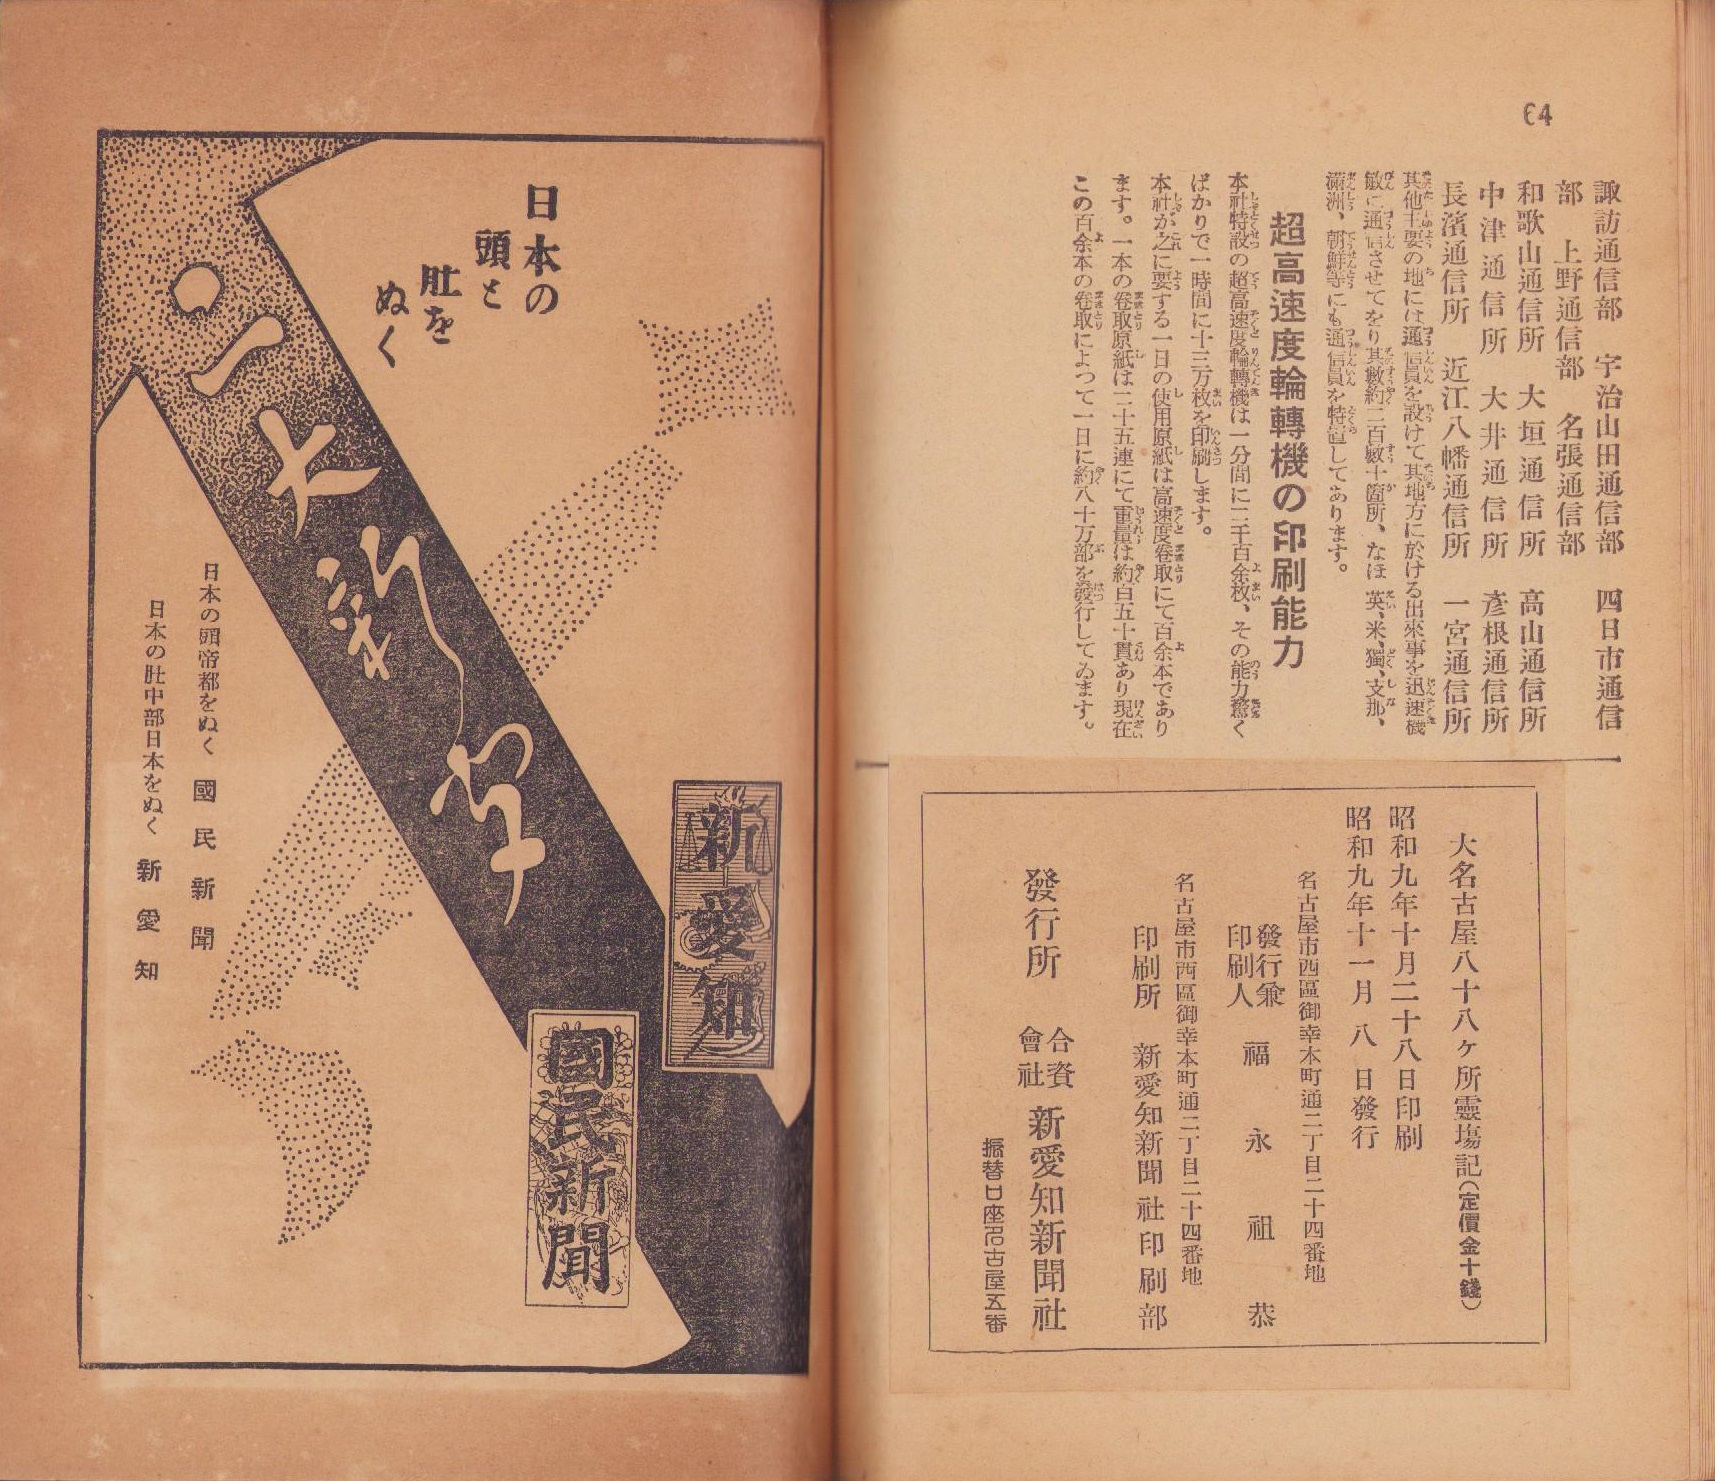 64
諏訪通信部　宇治山田通信部　四日市通信
部　上野通信部　名張通信部
和歌山通信所　大垣通信所　高山通信所
中津通信所　大井通信所　彥根通信所
長濱通信所　近江八幡通信所　一宮通信所
其他主要の地には通信員を設けて其地方に於ける出來事を迅速機
敏に通信させてをり其數約二百數十箇所、なほ英、米、獨、支那、
滿洲、朝鮮等にも通信員を特置してあります。
超高速度輪轉機の印刷能力
本社特設の超高速度輪轉機は一分間に二千百余枚、その能力驚く
ばかりで一時間に十三万枚を印刷します。
本社が之に要する一日の使用原紙は高速度卷取にて百余本であり
ます。一本の卷取原紙は二十五連にて重量は約百五十貫あり現在
この百余本の卷取によつて一日に約八十万部を發行してゐます。
大名古屋八十八ヶ所靈塲記（定價金十錢）
昭和九年十月二十八日印刷
昭和九年十一月八日發行
名古屋市西區御幸本町通二丁目二十四番地
發行兼
印刷人　福永祖恭
名古屋市西區御幸本町通二丁目二十四番地
印刷所　新愛知新聞社印刷部
發行所　合資會社　新愛知新聞社
振替口座名古屋五番
日本の
頭と
肚を
ぬく
二大新聞
新愛知
國民新聞
日本の頭帝都をぬく　國民新聞
日本の肚中部日本をぬく　新愛知